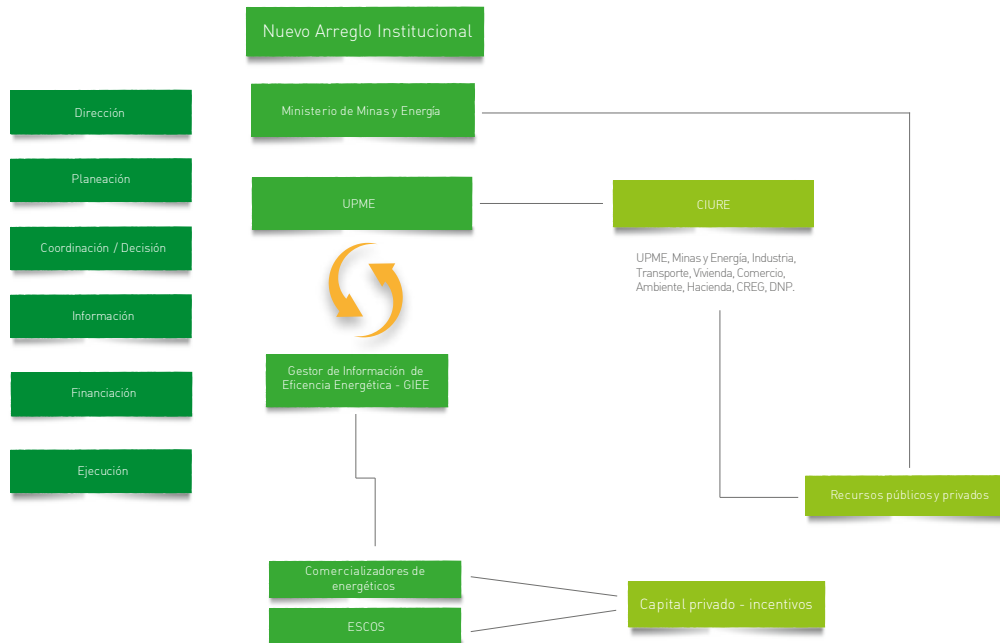 Nuevo Arreglo Institucional
Dirección
Ministerio de Minas y Energía
Planeación
UPME
CIURE
Coordinación / Decisión
UPME, Minas y Energía, Industria,
Transporte, Vivienda, Comercio,
Ambiente, Hacienda, CREG, DNP.
Información
Gestor de Información de
Eficencia Energética - GIEE
Financiación
Ejecución
Recursos públicos y privados
Comercializadores de
energéticos
Capital privado - incentivos
ESCOS